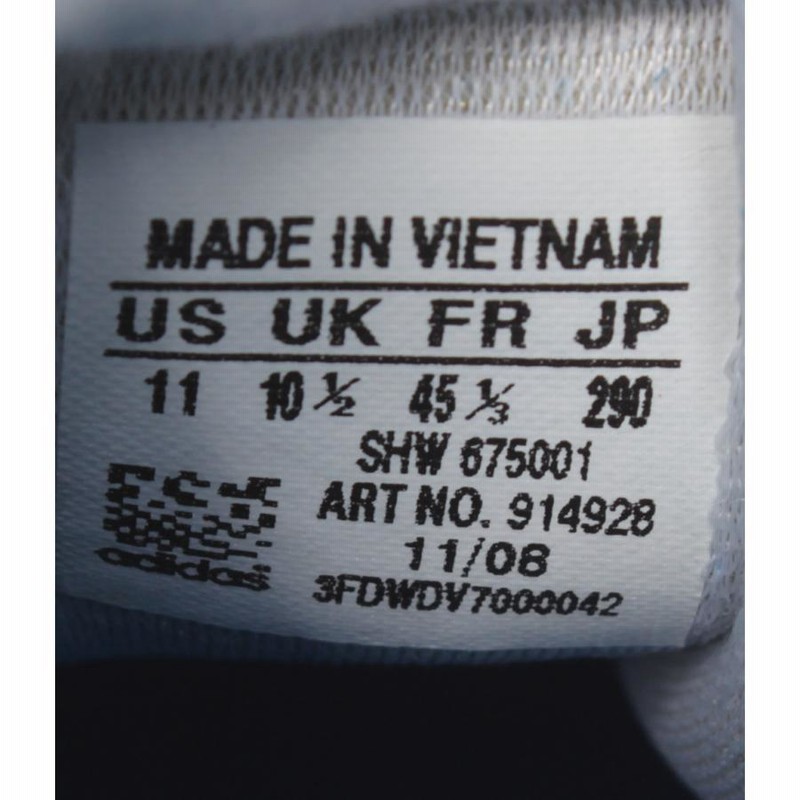 MADE IN VIETNAM
US UK FR JP
11 10 ½ 45 ⅓ 290
SHW 675001
ART NO. 914928
11/08
adidas
3FDWDV7000042